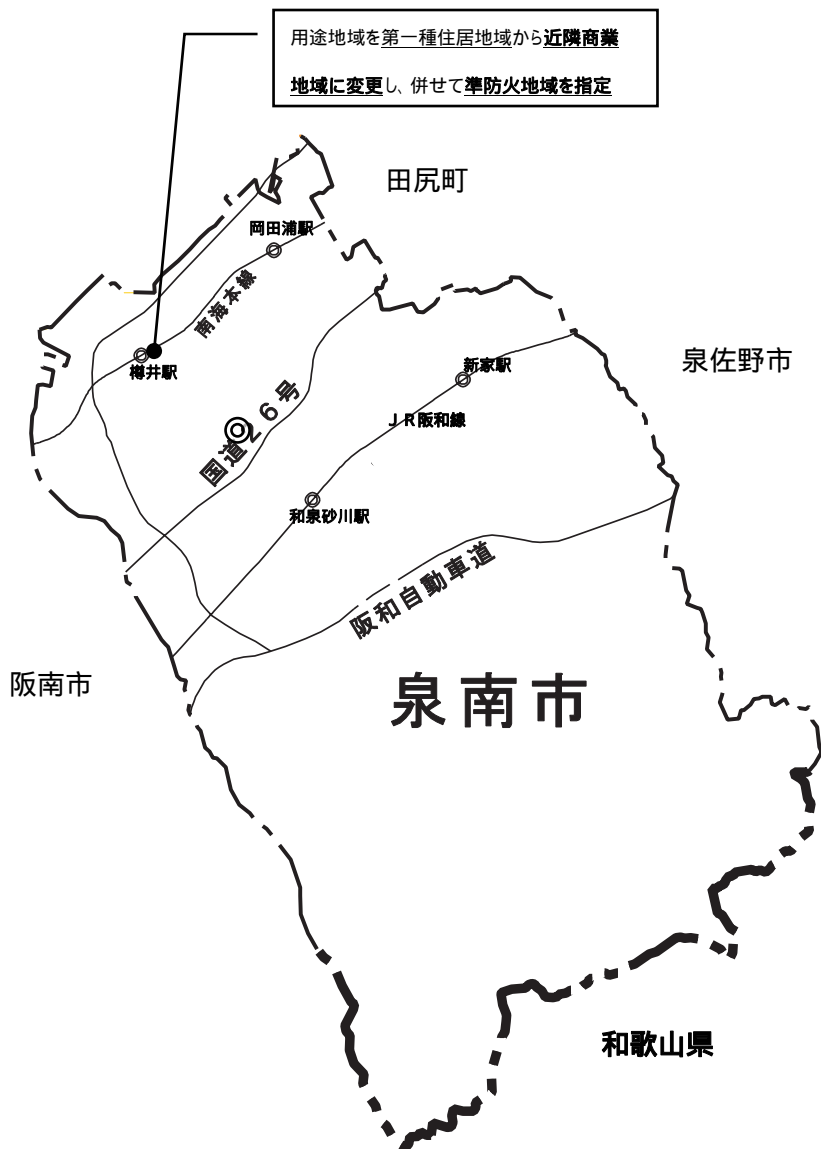 用途地域を第一種住居地域から近隣商業
地域に変更し、併せて準防火地域を指定
田尻町
岡田浦駅
南海本線
樽井駅
泉佐野市
新家駅
JR阪和線
国道26号
和泉砂川駅
阪和自動車道
阪南市
泉南市
和歌山県